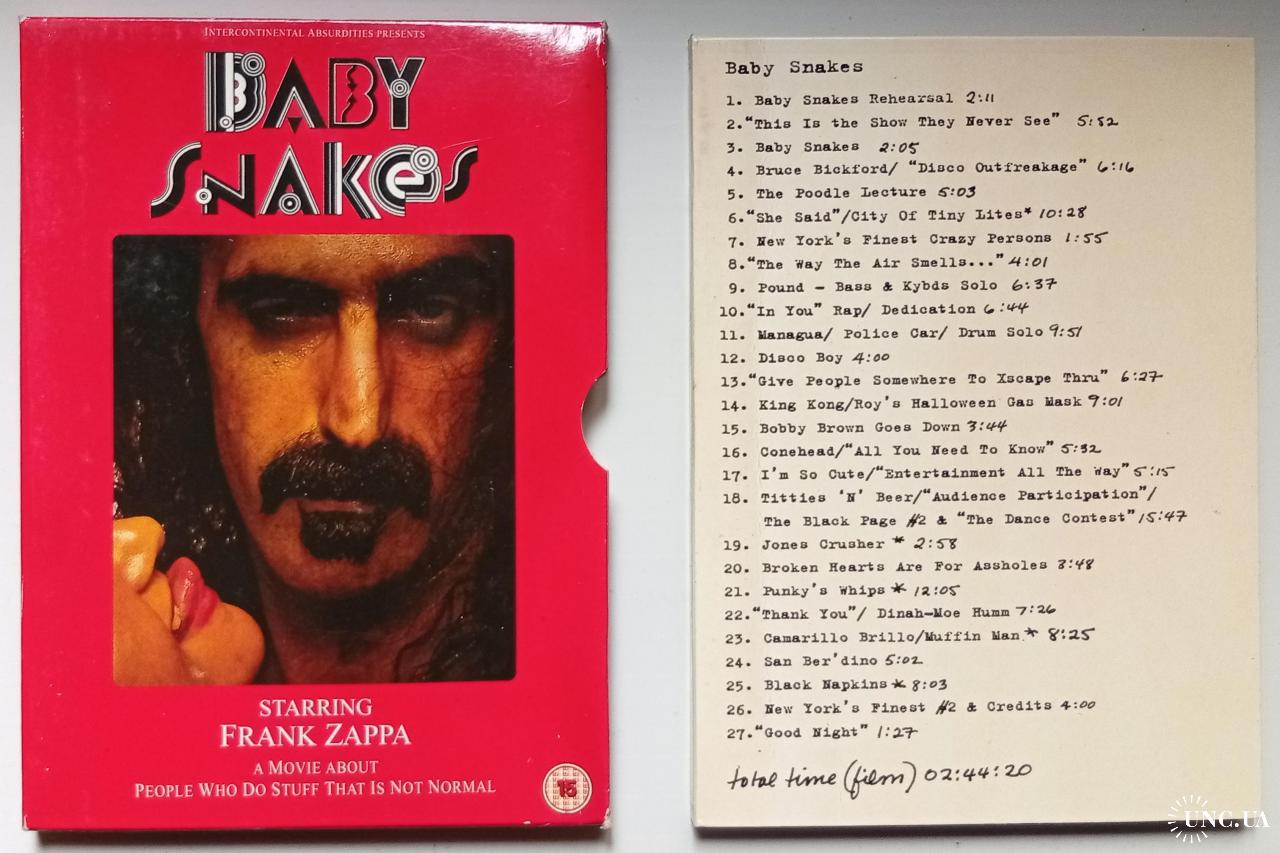 INTERCONTINENTAL ABSURDITIES PRESENTS
BABY
SNAKES
STARRING
FRANK ZAPPA
A MOVIE ABOUT
PEOPLE WHO DO STUFF THAT IS NOT NORMAL
15
Baby Snakes
1. Baby Snakes Rehearsal 2:11
2. "This Is the Show They Never See" 5:52
3. Baby Snakes 2:05
4. Bruce Bickford/ "Disco Outfreakage" 6:16
5. The Poodle Lecture 5:03
6. "She Said"/City Of Tiny Lites* 10:28
7. New York's Finest Crazy Persons 1:55
8. "The Way The Air Smells..." 4:01
9. Pound - Bass & Kybds Solo 6:37
10. "In You" Rap/ Dedication 6:44
11. Managua/ Police Car/ Drum Solo 9:51
12. Disco Boy 4:00
13. "Give People Somewhere To Xscape Thru" 6:27
14. King Kong/Roy's Halloween Gas Mask 9:01
15. Bobby Brown Goes Down 3:44
16. Conehead/"All You Need To Know" 5:32
17. I'm So Cute/"Entertainment All The Way" 5:15
18. Titties 'N' Beer/"Audience Participation"/
The Black Page #2 & "The Dance Contest" 15:47
19. Jones Crusher * 2:58
20. Broken Hearts Are For Assholes 3:48
21. Punky's Whips * 12:05
22. "Thank You"/ Dinah-Moe Humm 7:26
23. Camarillo Brillo/Muffin Man * 8:25
24. San Ber'dino 5:02
25. Black Napkins * 8:03
26. New York's Finest #2 & Credits 4:00
27. "Good Night" 1:27
total time (film) 02:44:20
UNC.UA